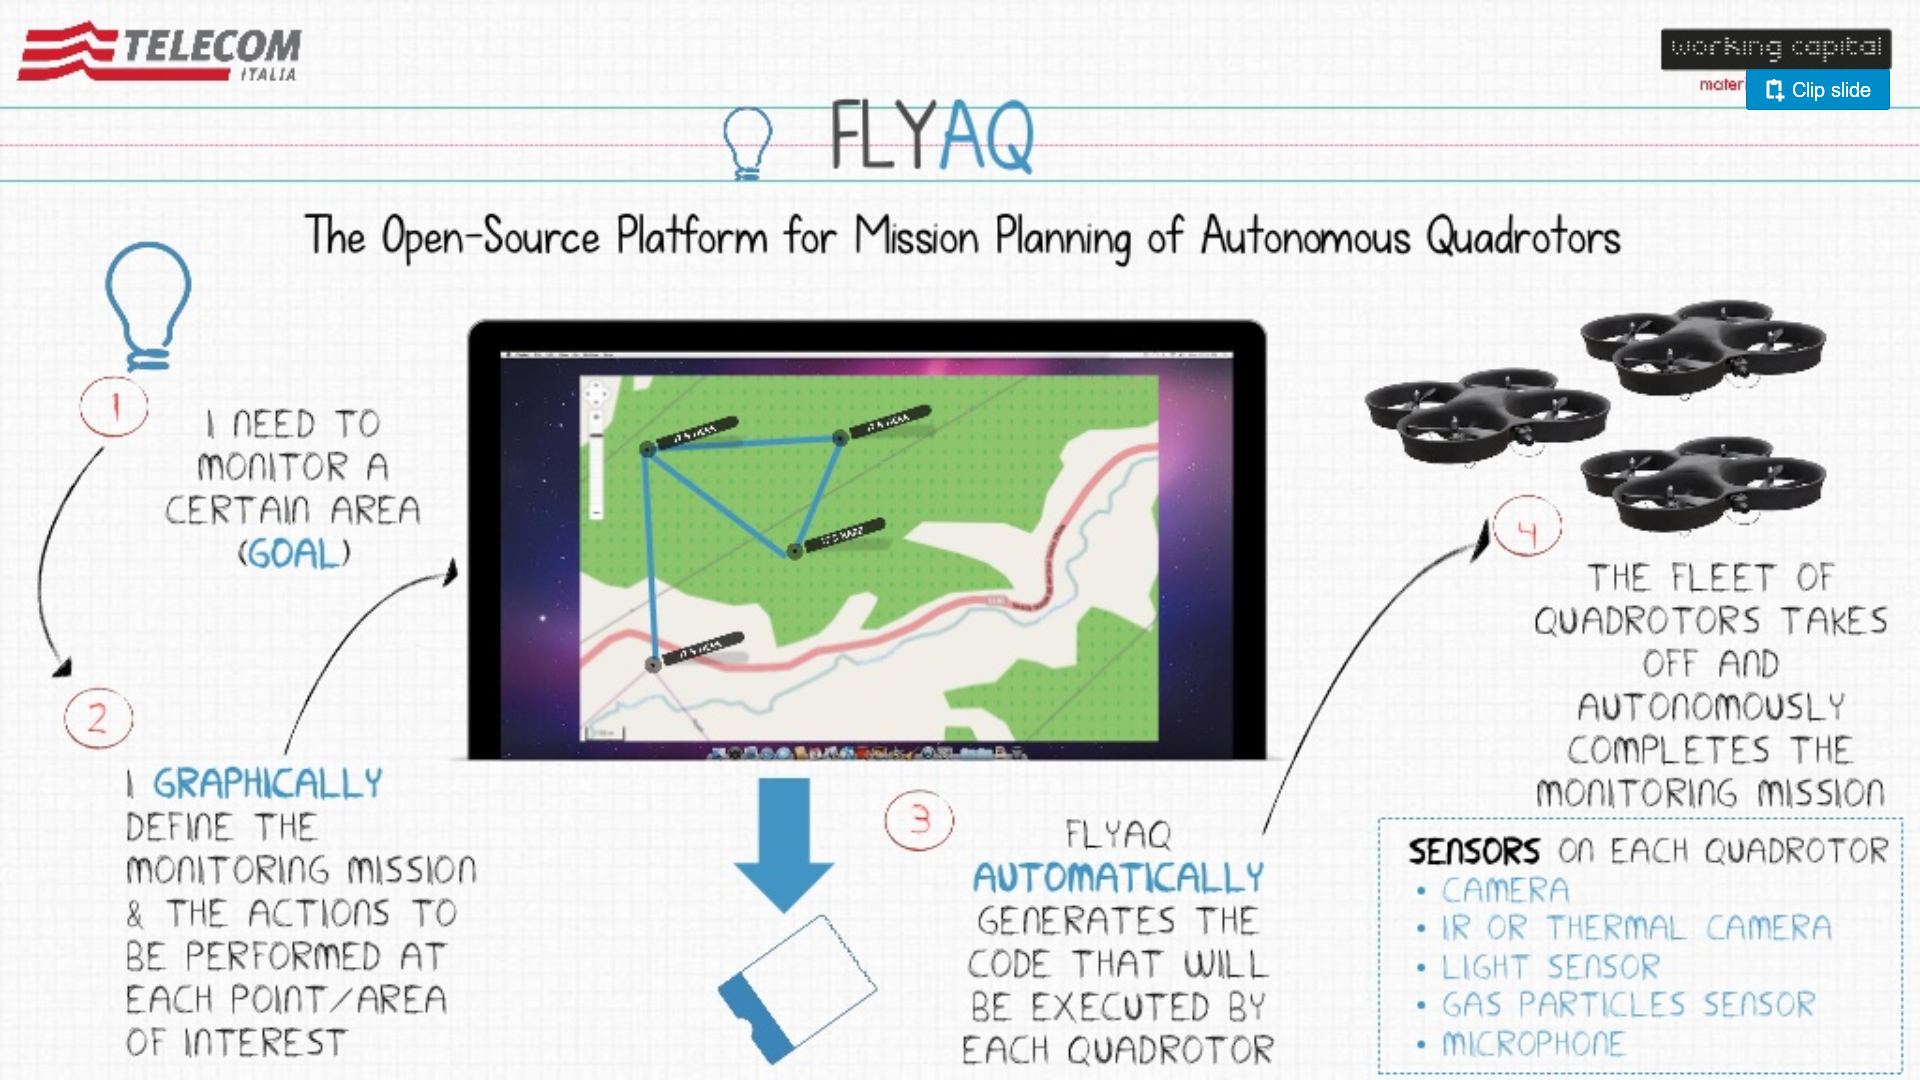 TELECOM
ITALIA
working capital
mater
Clip slide
FLYAQ
The Open-Source Platform for Mission Planning of Autonomous Quadrotors
1
I NEED TO
MONITOR A
CERTAIN AREA
(GOAL)
2
I GRAPHICALLY
DEFINE THE
MONITORING MISSION
& THE ACTIONS TO
BE PERFORMED AT
EACH POINT/AREA
OF INTEREST
3
FLYAQ
AUTOMATICALLY
GENERATES THE
CODE THAT WILL
BE EXECUTED BY
EACH QUADROTOR
4
THE FLEET OF
QUADROTORS TAKES
OFF AND
AUTONOMOUSLY
COMPLETES THE
MONITORING MISSION
SENSORS ON EACH QUADROTOR
• CAMERA
• IR OR THERMAL CAMERA
• LIGHT SENSOR
• GAS PARTICLES SENSOR
• MICROPHONE